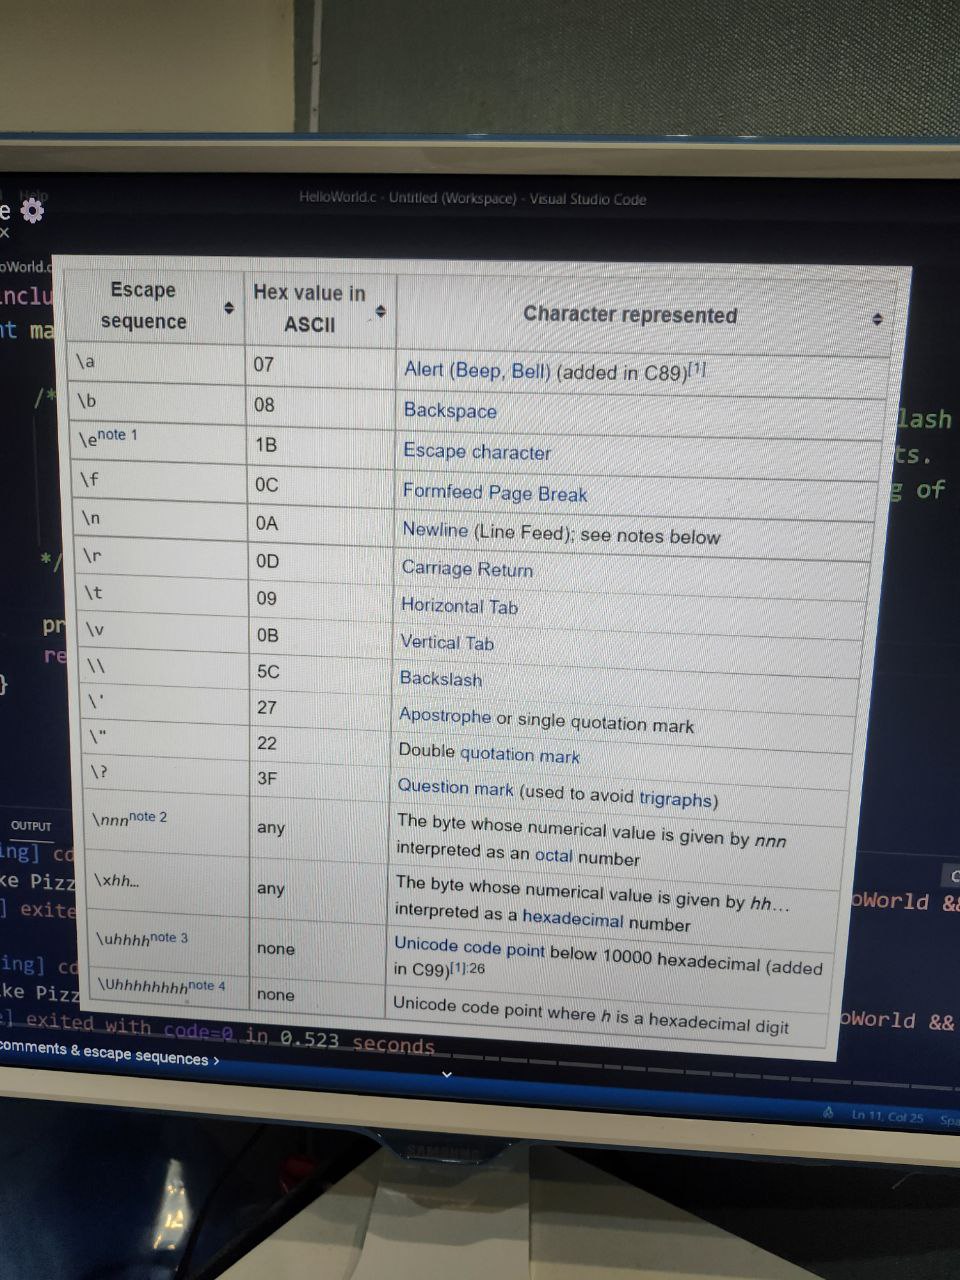 Help
HelloWorld.c - Untitled (Workspace) - Visual Studio Code
e
×
oWorld.c
inclu
nt ma
/*
lash
ts.
g of
*/
pr
re
}
Escape sequence Hex value in ASCII Character represented
\a 07 Alert (Beep, Bell) (added in C89)[1]
\b 08 Backspace
\e note 1 1B Escape character
\f 0C Formfeed Page Break
\n 0A Newline (Line Feed); see notes below
\r 0D Carriage Return
\t 09 Horizontal Tab
\v 0B Vertical Tab
\\ 5C Backslash
\' 27 Apostrophe or single quotation mark
\" 22 Double quotation mark
\? 3F Question mark (used to avoid trigraphs)
\nnn note 2 any The byte whose numerical value is given by nnn
interpreted as an octal number
\xhh... any The byte whose numerical value is given by hh...
interpreted as a hexadecimal number
\uhhhh note 3 none Unicode code point below 10000 hexadecimal (added
in C99)[1]:26
\Uhhhhhhhh note 4 none Unicode code point where h is a hexadecimal digit
OUTPUT
ing] cd
ke Pizz
oWorld &&
] exite
ing] cd
ike Pizz
oWorld &&
e] exited with code=0 in 0.523 seconds
comments & escape sequences >
Ln 11, Col 25 Spa
SAMSUNG